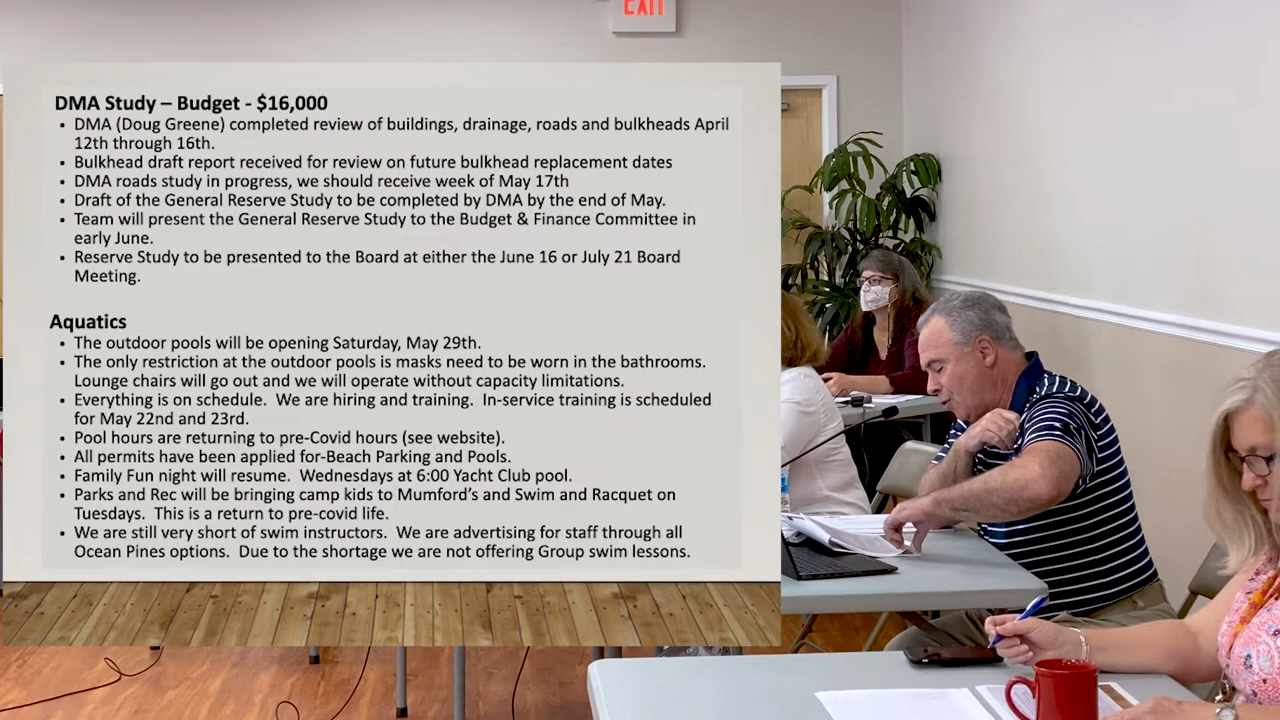 EXIT
DMA Study – Budget - $16,000
• DMA (Doug Greene) completed review of buildings, drainage, roads and bulkheads April
12th through 16th.
• Bulkhead draft report received for review on future bulkhead replacement dates
• DMA roads study in progress, we should receive week of May 17th
• Draft of the General Reserve Study to be completed by DMA by the end of May.
• Team will present the General Reserve Study to the Budget & Finance Committee in
early June.
• Reserve Study to be presented to the Board at either the June 16 or July 21 Board
Meeting.
Aquatics
• The outdoor pools will be opening Saturday, May 29th.
• The only restriction at the outdoor pools is masks need to be worn in the bathrooms.
Lounge chairs will go out and we will operate without capacity limitations.
• Everything is on schedule.  We are hiring and training.  In-service training is scheduled
for May 22nd and 23rd.
• Pool hours are returning to pre-Covid hours (see website).
• All permits have been applied for-Beach Parking and Pools.
• Family Fun night will resume.  Wednesdays at 6:00 Yacht Club pool.
• Parks and Rec will be bringing camp kids to Mumford's and Swim and Racquet on
Tuesdays.  This is a return to pre-covid life.
• We are still very short of swim instructors.  We are advertising for staff through all
Ocean Pines options.  Due to the shortage we are not offering Group swim lessons.